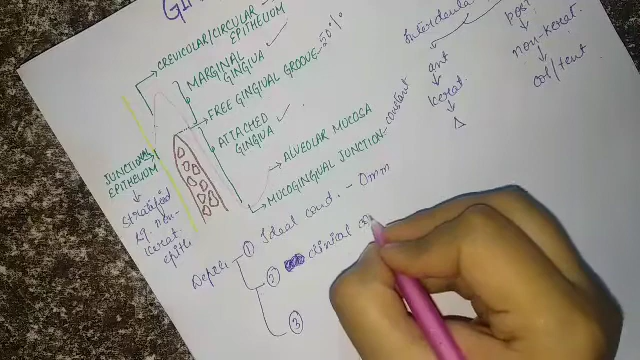 CREVICULAR/CIRCULAR
EPITHELIUM
MARGINAL
GINGIVA ✓
FREE GINGIVAL GROOVE-50%
ATTACHED
GINGIVA ✓
ALVEOLAR MUCOSA
MUCOGINGIVAL JUNCTION- constant
JUNCTIONAL
EPITHELIUM
↓
Stratified
sq. non-
kerat.
epith.
Interdental
ant
↓
kerat.
↓
Δ
post
↓
non-kerat.
↓
col/tent
Depth
① Ideal cond. - 0mm
② clinical co
③